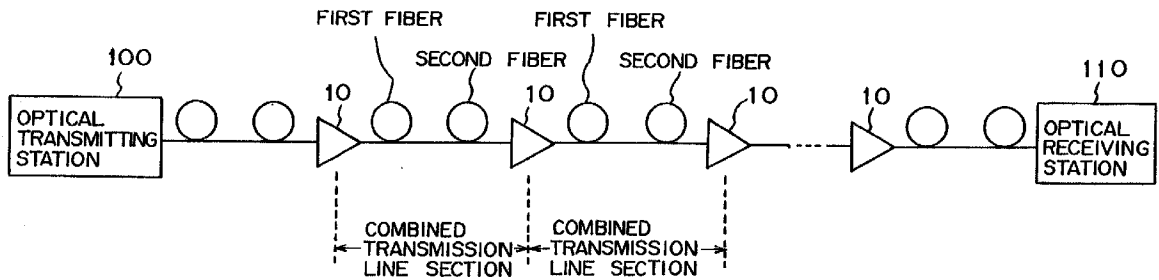 FIRST FIBER
FIRST FIBER
100
SECOND FIBER
SECOND FIBER
110
10
10
10
10
OPTICAL
TRANSMITTING
STATION
OPTICAL
RECEIVING
STATION
COMBINED
TRANSMISSION
LINE SECTION
COMBINED
TRANSMISSION
LINE SECTION